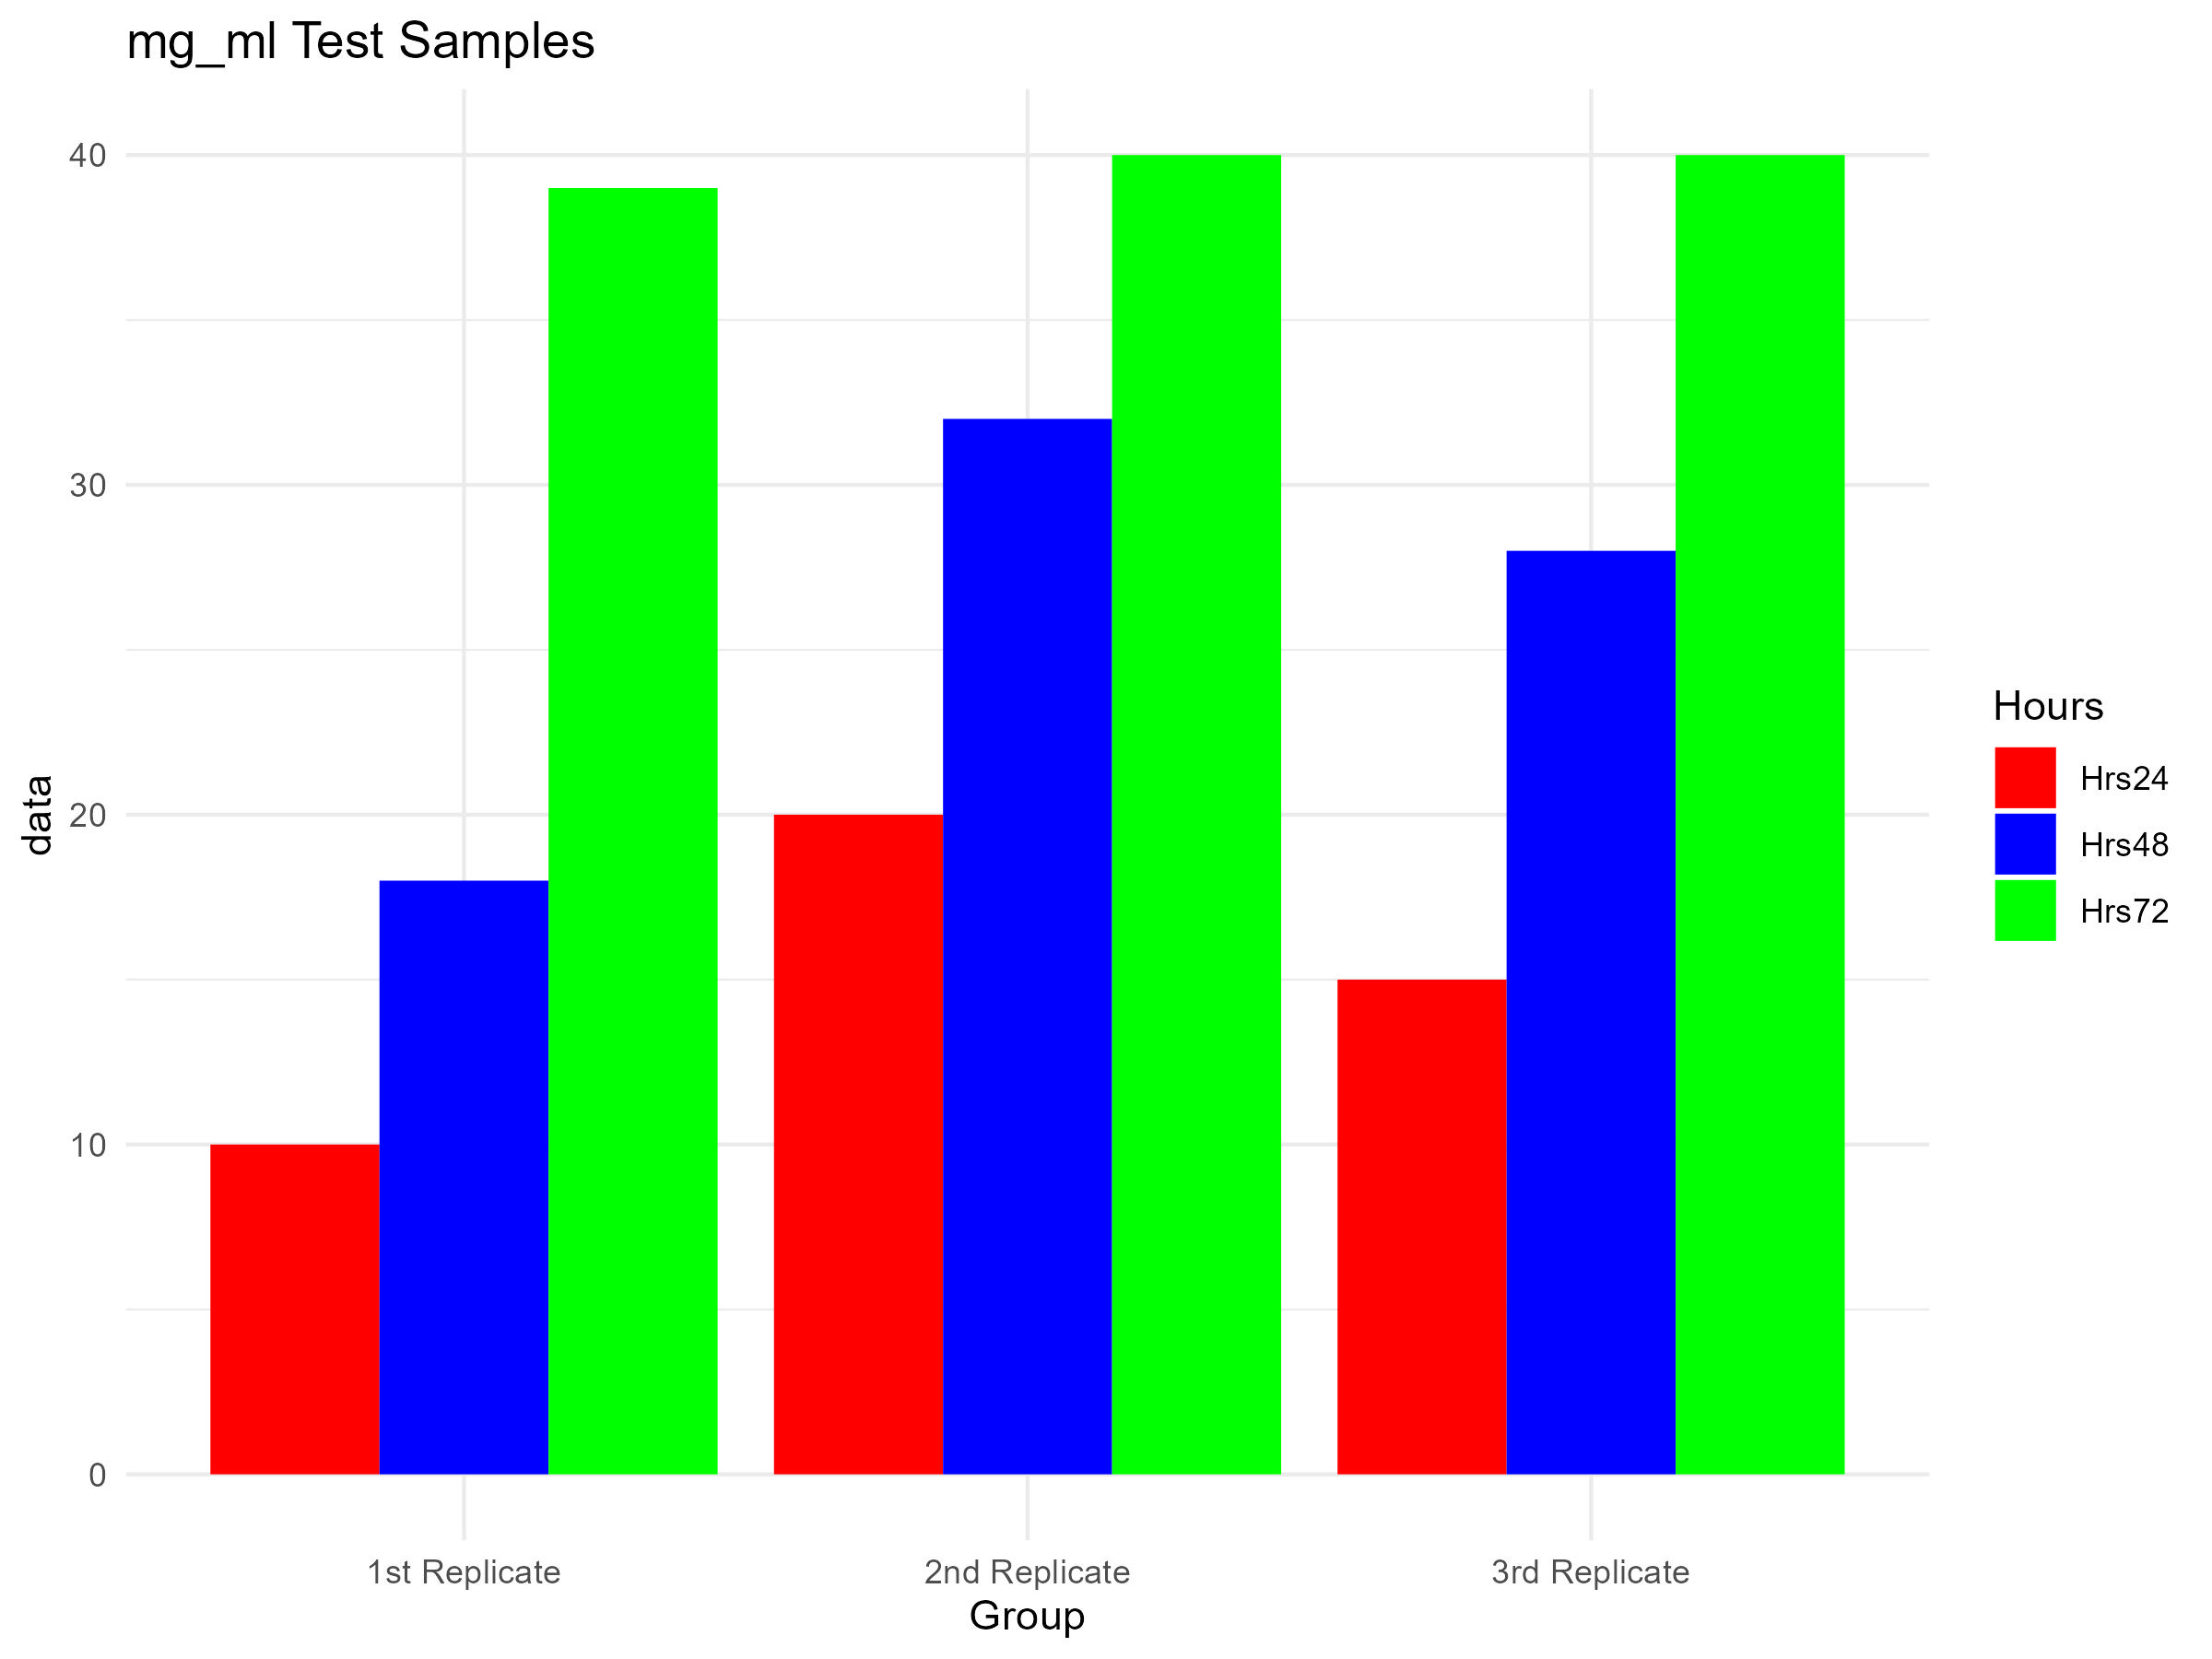 mg_ml Test Samples
data
40
30
20
10
0
1st Replicate
2nd Replicate
3rd Replicate
Group
Hours
Hrs24
Hrs48
Hrs72